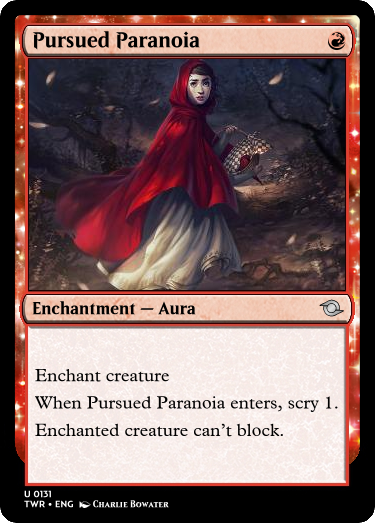 Pursued Paranoia
Enchantment — Aura
Enchant creature
When Pursued Paranoia enters, scry 1.
Enchanted creature can't block.
U 0131
TWR • ENG Charlie Bowater